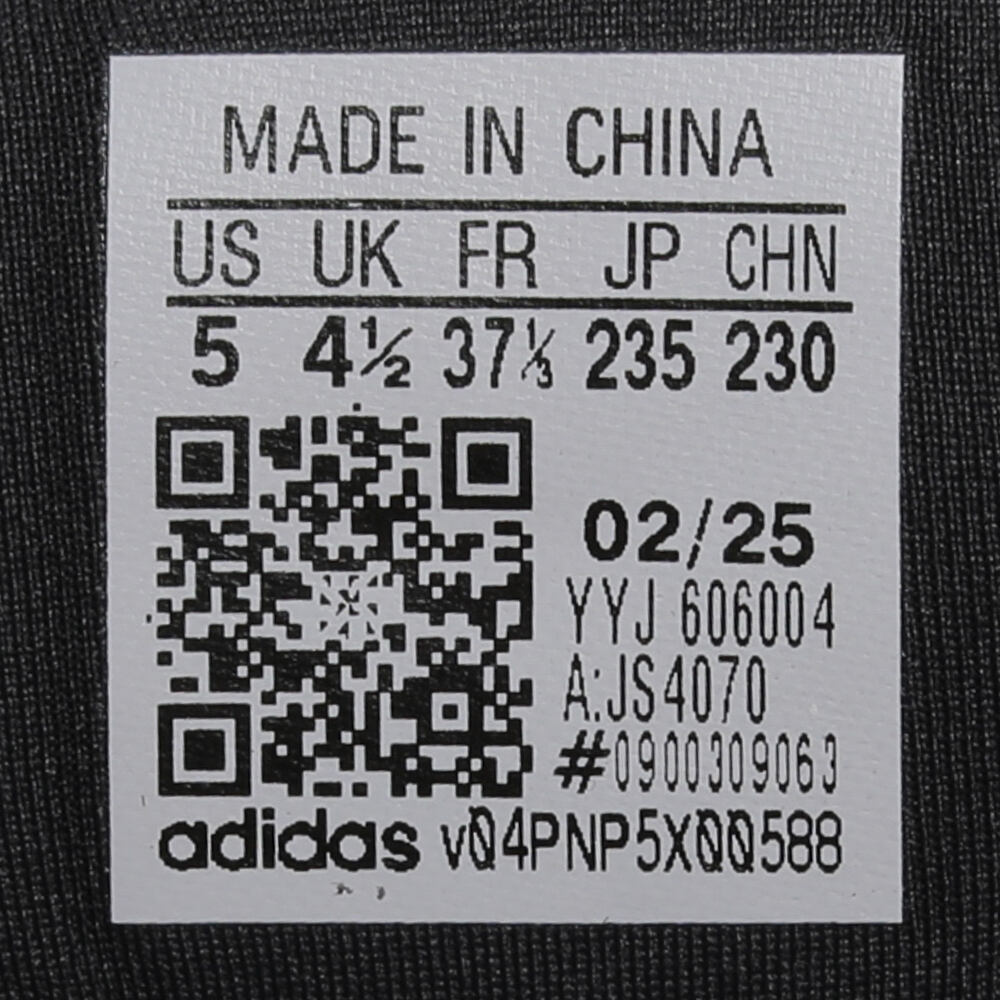 MADE IN CHINA
US UK FR JP CHN
5 4½ 37⅓ 235 230
02/25
YYJ 606004
A:JS4070
#0900309063
adidas v04PNP5X00588